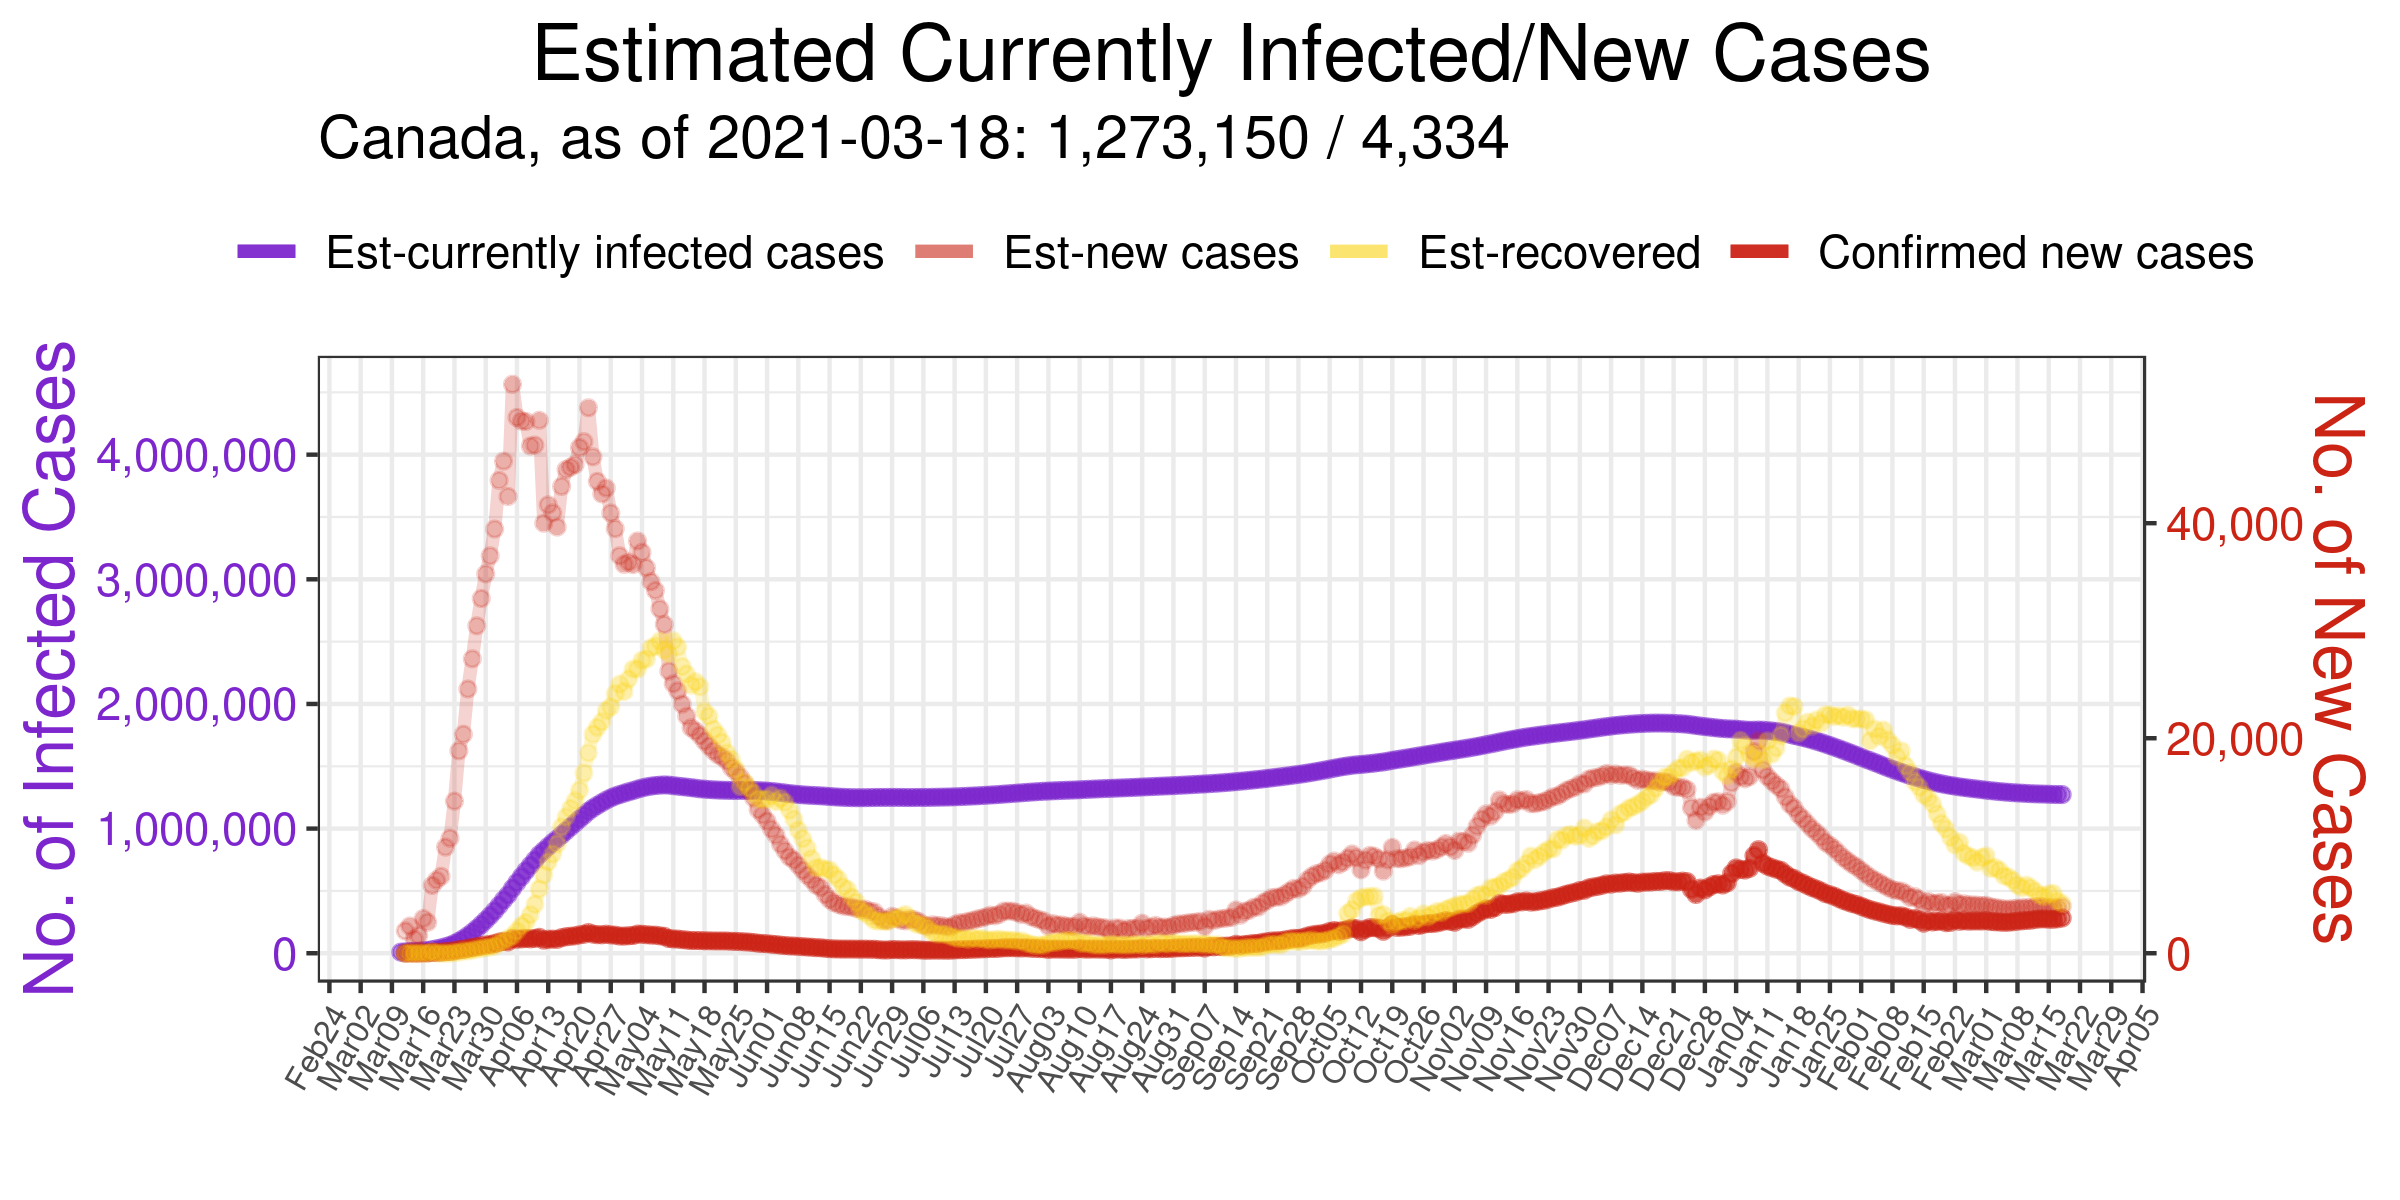 Estimated Currently Infected/New Cases
Canada, as of 2021-03-18: 1,273,150 / 4,334
Est-currently infected cases Est-new cases Est-recovered Confirmed new cases
No. of Infected Cases
4,000,000
3,000,000
2,000,000
1,000,000
0
40,000
20,000
0
No. of New Cases
Feb24 Mar02 Mar09 Mar16 Mar23 Mar30 Apr06 Apr13 Apr20 Apr27 May04 May11 May18 May25 Jun01 Jun08 Jun15 Jun22 Jun29 Jul06 Jul13 Jul20 Jul27 Aug03 Aug10 Aug17 Aug24 Aug31 Sep07 Sep14 Sep21 Sep28 Oct05 Oct12 Oct19 Oct26 Nov02 Nov09 Nov16 Nov23 Nov30 Dec07 Dec14 Dec21 Dec28 Jan04 Jan11 Jan18 Jan25 Feb01 Feb08 Feb15 Feb22 Mar01 Mar08 Mar15 Mar22 Mar29 Apr05